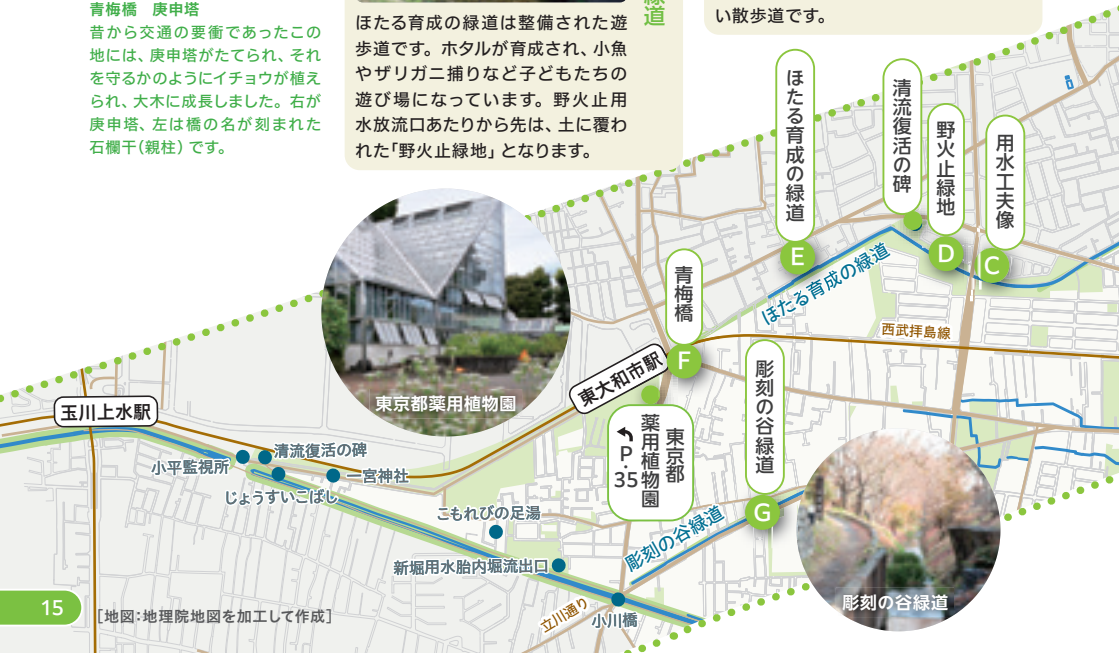 青梅橋　庚申塔
昔から交通の要衝であったこの
地には、庚申塔がたてられ、それ
を守るかのようにイチョウが植え
られ、大木に成長しました。右が
庚申塔、左は橋の名が刻まれた
石欄干(親柱)です。
緑道
ほたる育成の緑道は整備された遊
歩道です。ホタルが育成され、小魚
やザリガニ捕りなど子どもたちの
遊び場になっています。野火止用
水放流口あたりから先は、土に覆わ
れた「野火止緑地」となります。
い散歩道です。
ほたる育成の緑道
E
清流復活の碑
野火止緑地
D
用水工夫像
C
ほたる育成の緑道
青梅橋
F
西武拝島線
東大和市駅
彫刻の谷緑道
G
東京都
薬用植物園
P.35
東京都薬用植物園
玉川上水駅
小平監視所
清流復活の碑
じょうすいこばし
一宮神社
こもれびの足湯
新堀用水胎内堀流出口
彫刻の谷緑道
立川通り
小川橋
彫刻の谷緑道
15
[地図:地理院地図を加工して作成]